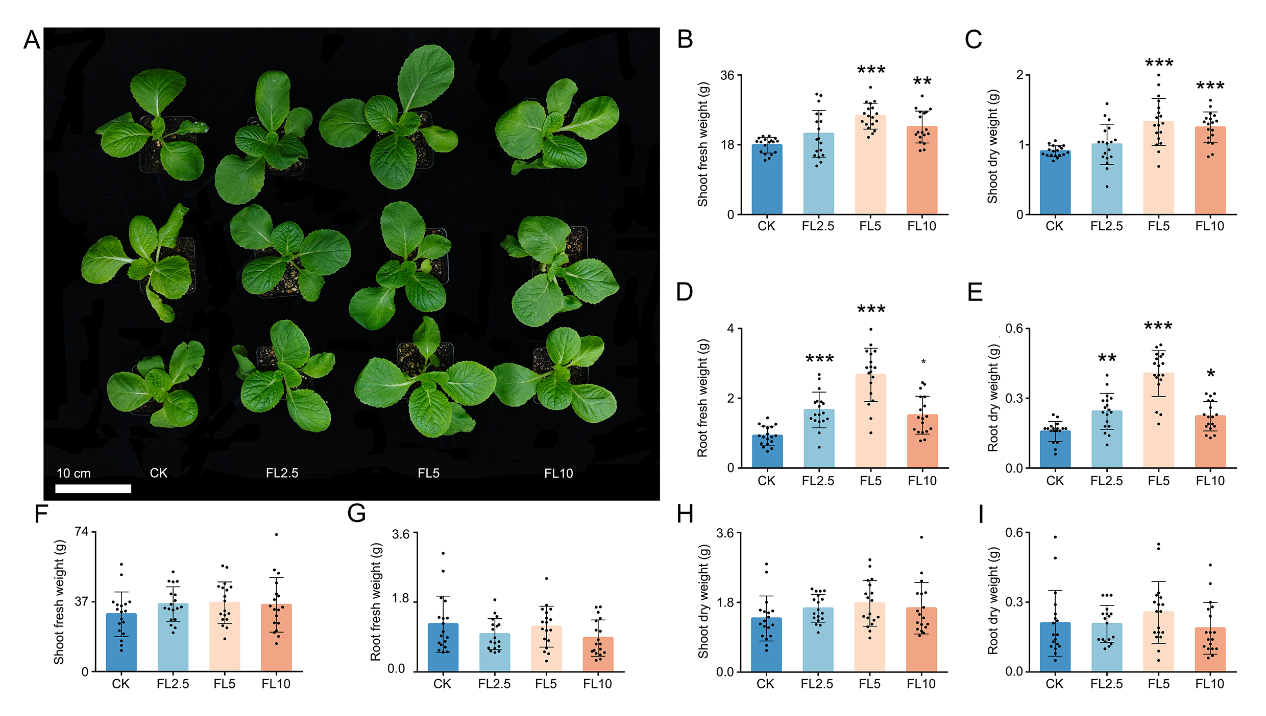 A
10 cm
CK
FL2.5
FL5
FL10
B
Shoot fresh weight (g)
36
18
0
***
**
CK
FL2.5
FL5
FL10
C
Shoot dry weight (g)
2
1
0
***
***
CK
FL2.5
FL5
FL10
D
Root fresh weight (g)
4
2
0
***
***
*
CK
FL2.5
FL5
FL10
E
Root dry weight (g)
0.6
0.3
0.0
**
***
*
CK
FL2.5
FL5
FL10
F
Shoot fresh weight (g)
74
37
0
CK
FL2.5
FL5
FL10
G
Root fresh weight (g)
3.6
1.8
0.0
CK
FL2.5
FL5
FL10
H
Shoot dry weight (g)
3.6
1.8
0.0
CK
FL2.5
FL5
FL10
I
Root dry weight (g)
0.6
0.3
0.0
CK
FL2.5
FL5
FL10